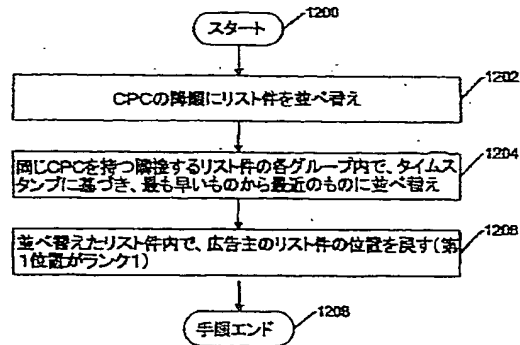 スタート
1200
CPCの降順にリスト件を並べ替え
1202
同じCPCを持つ隣接するリスト件の各グループ内で、タイムス
タンプに基づき、最も早いものから最近のものに並べ替え
1204
並べ替えたリスト件内で、広告主のリスト件の位置を戻す(第
1位置がランク1)
1206
手順エンド
1208